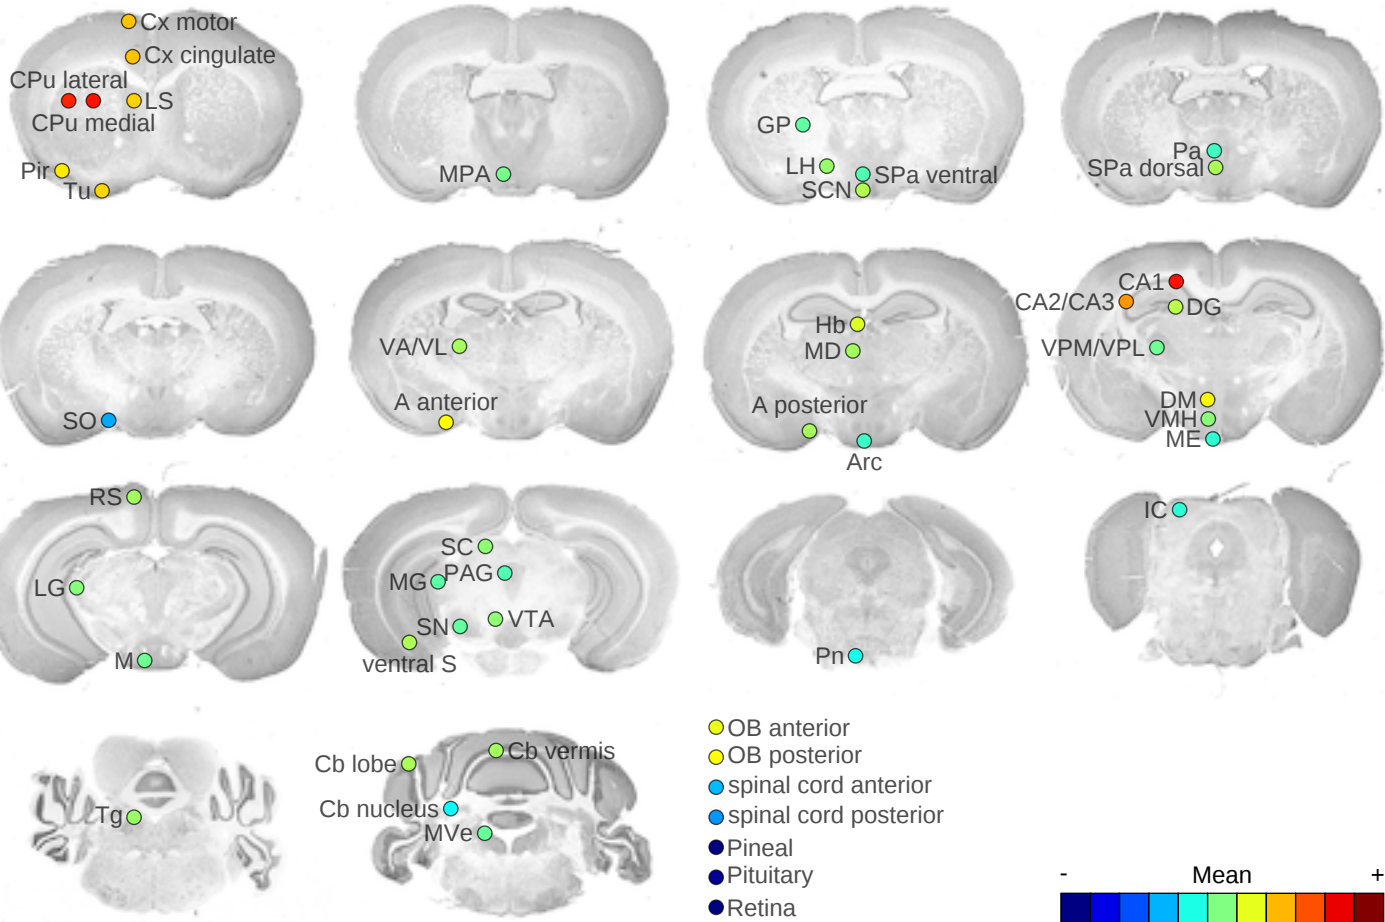 Cx motor
Cx cingulate
CPu lateral
LS
CPu medial
Pir
Tu
MPA
GP
LH
SPa ventral
SCN
Pa
SPa dorsal
SO
VA/VL
A anterior
Hb
MD
A posterior
Arc
CA1
CA2/CA3
DG
VPM/VPL
DM
VMH
ME
RS
LG
M
SC
MG
PAG
SN
VTA
ventral S
Pn
IC
Tg
Cb lobe
Cb vermis
Cb nucleus
MVe
OB anterior
OB posterior
spinal cord anterior
spinal cord posterior
Pineal
Pituitary
Retina
- Mean +